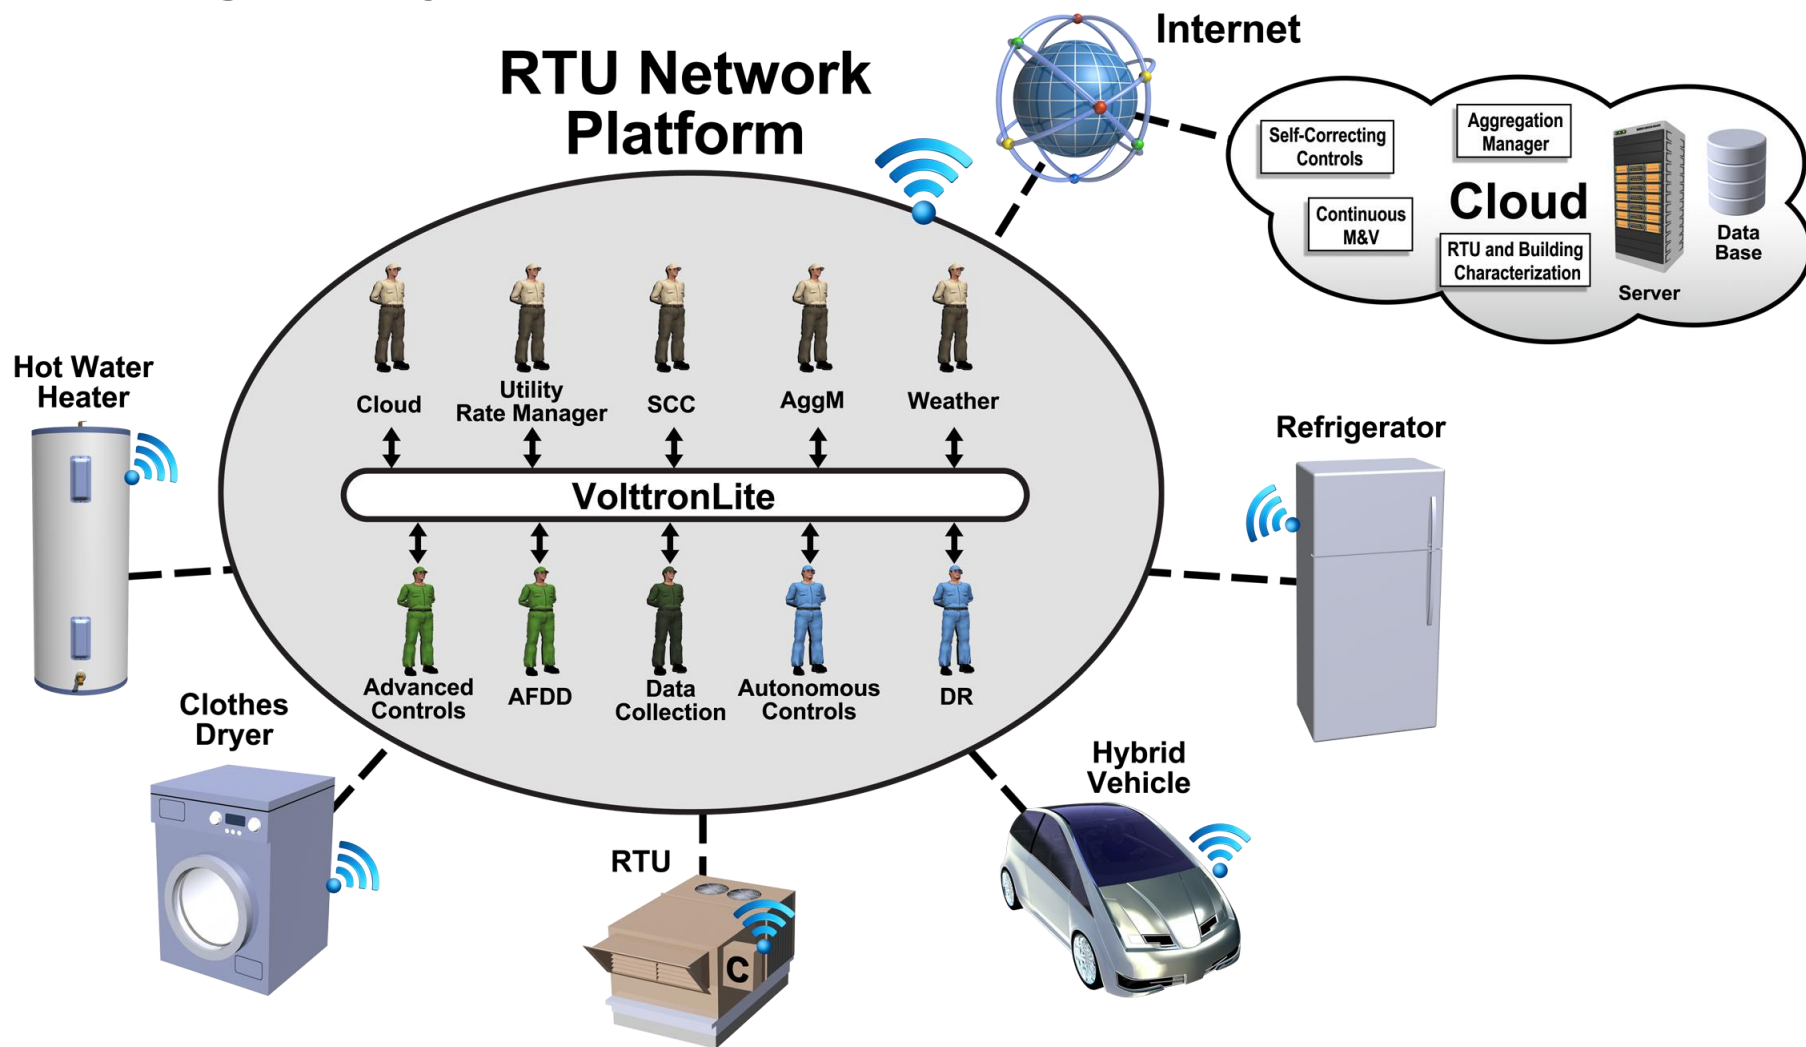 RTU Network
Platform
Internet
Self-Correcting
Controls
Aggregation
Manager
Cloud
Continuous
M&V
RTU and Building
Characterization
Server
Data
Base
Hot Water
Heater
Cloud
Utility
Rate Manager
SCC
AggM
Weather
VolttronLite
Refrigerator
Advanced
Controls
AFDD
Data
Collection
Autonomous
Controls
DR
Clothes
Dryer
RTU
C
Hybrid
Vehicle